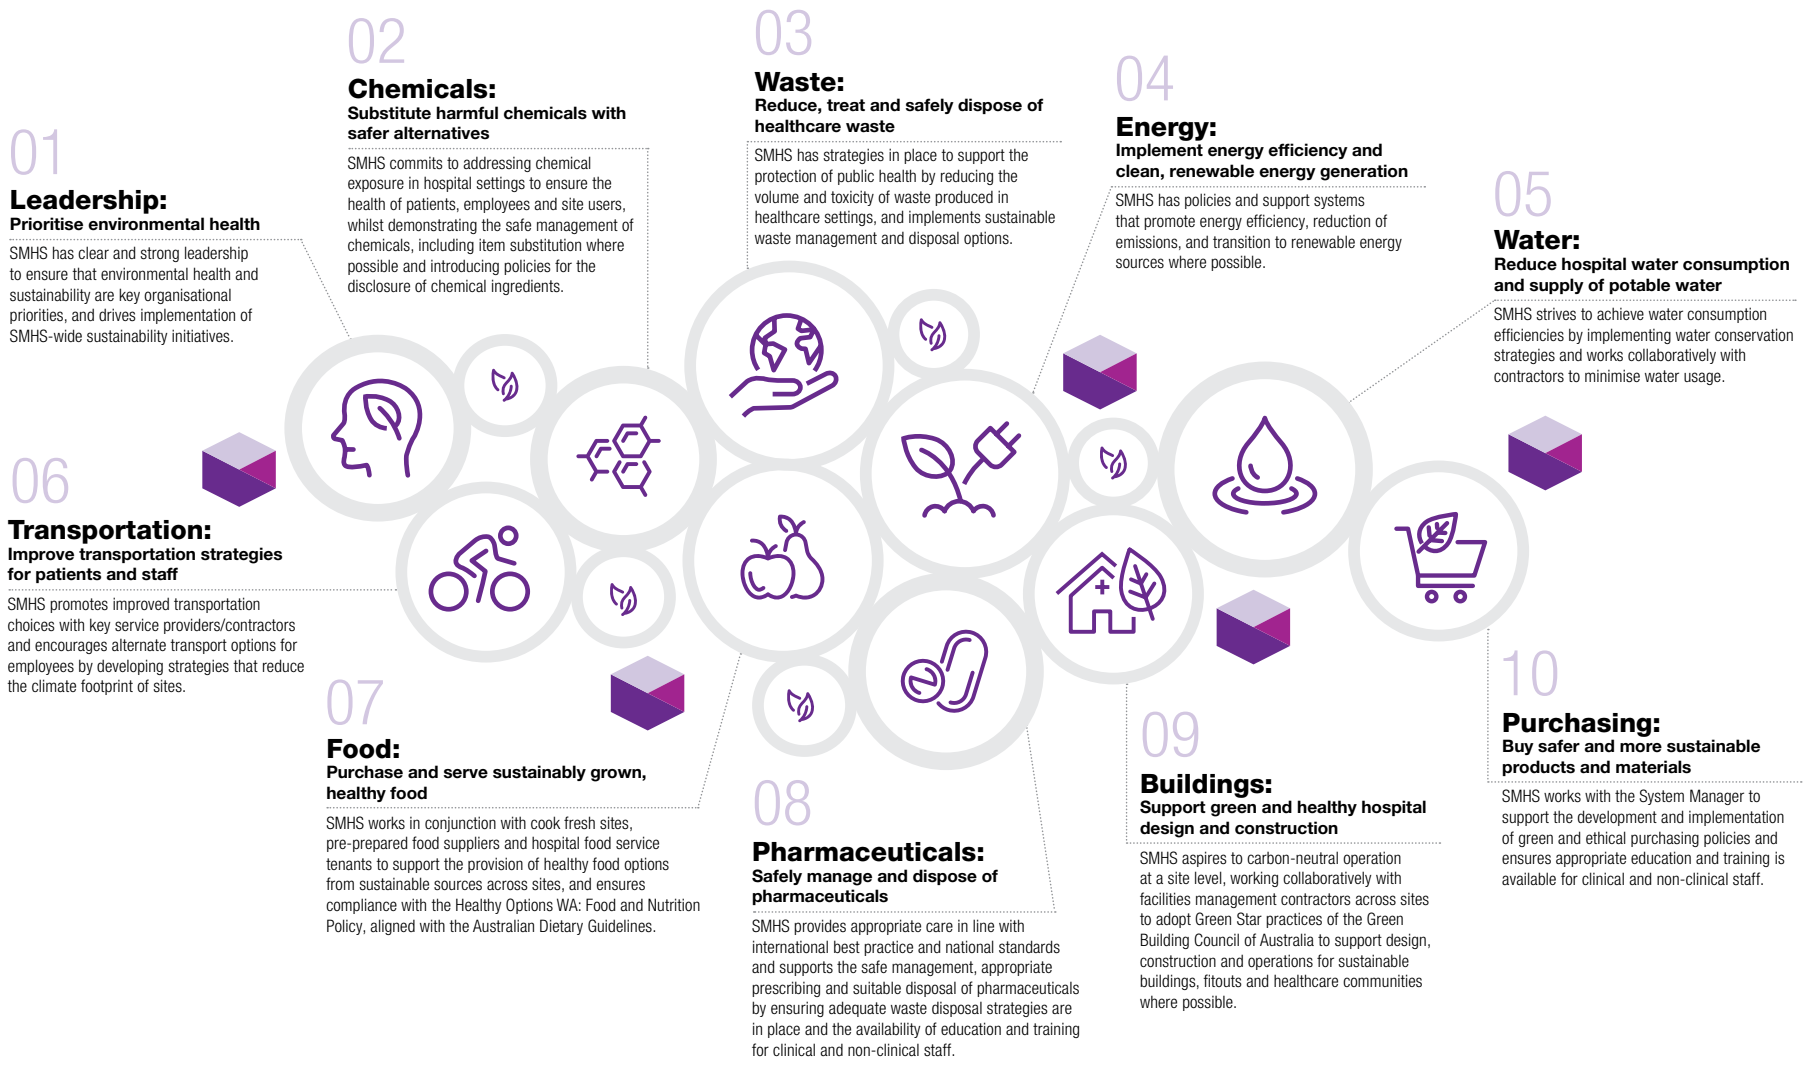 01
Leadership:
Prioritise environmental health
SMHS has clear and strong leadership
to ensure that environmental health and
sustainability are key organisational
priorities, and drives implementation of
SMHS-wide sustainability initiatives.
02
Chemicals:
Substitute harmful chemicals with
safer alternatives
SMHS commits to addressing chemical
exposure in hospital settings to ensure the
health of patients, employees and site users,
whilst demonstrating the safe management of
chemicals, including item substitution where
possible and introducing policies for the
disclosure of chemical ingredients.
03
Waste:
Reduce, treat and safely dispose of
healthcare waste
SMHS has strategies in place to support the
protection of public health by reducing the
volume and toxicity of waste produced in
healthcare settings, and implements sustainable
waste management and disposal options.
04
Energy:
Implement energy efficiency and
clean, renewable energy generation
SMHS has policies and support systems
that promote energy efficiency, reduction of
emissions, and transition to renewable energy
sources where possible.
05
Water:
Reduce hospital water consumption
and supply of potable water
SMHS strives to achieve water consumption
efficiencies by implementing water conservation
strategies and works collaboratively with
contractors to minimise water usage.
06
Transportation:
Improve transportation strategies
for patients and staff
SMHS promotes improved transportation
choices with key service providers/contractors
and encourages alternate transport options for
employees by developing strategies that reduce
the climate footprint of sites.
07
Food:
Purchase and serve sustainably grown,
healthy food
SMHS works in conjunction with cook fresh sites,
pre-prepared food suppliers and hospital food service
tenants to support the provision of healthy food options
from sustainable sources across sites, and ensures
compliance with the Healthy Options WA: Food and Nutrition
Policy, aligned with the Australian Dietary Guidelines.
08
Pharmaceuticals:
Safely manage and dispose of
pharmaceuticals
SMHS provides appropriate care in line with
international best practice and national standards
and supports the safe management, appropriate
prescribing and suitable disposal of pharmaceuticals
by ensuring adequate waste disposal strategies are
in place and the availability of education and training
for clinical and non-clinical staff.
09
Buildings:
Support green and healthy hospital
design and construction
SMHS aspires to carbon-neutral operation
at a site level, working collaboratively with
facilities management contractors across sites
to adopt Green Star practices of the Green
Building Council of Australia to support design,
construction and operations for sustainable
buildings, fitouts and healthcare communities
where possible.
10
Purchasing:
Buy safer and more sustainable
products and materials
SMHS works with the System Manager to
support the development and implementation
of green and ethical purchasing policies and
ensures appropriate education and training is
available for clinical and non-clinical staff.